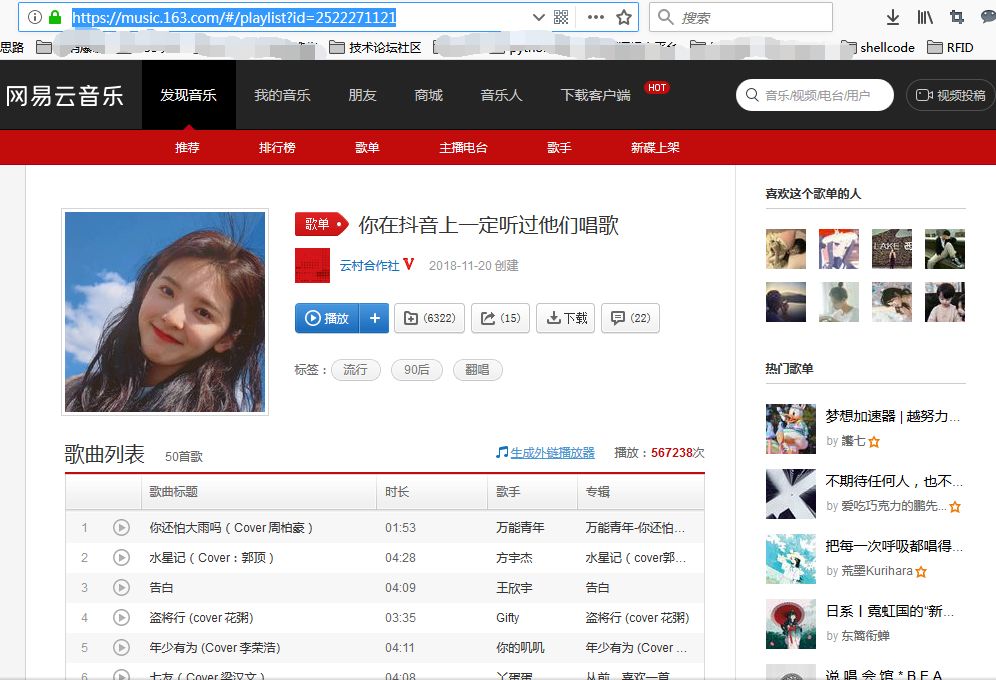 https://music.163.com/#/playlist?id=2522271121
搜索
思路
技术论坛社区
shellcode
RFID
网易云音乐
发现音乐 我的音乐 朋友 商城 音乐人 下载客户端 HOT
音乐/视频/电台/用户
视频投稿
推荐 排行榜 歌单 主播电台 歌手 新碟上架
歌单 你在抖音上一定听过他们唱歌
云村合作社 V 2018-11-20 创建
播放 + (6322) (15) 下载 (22)
标签： 流行 90后 翻唱
歌曲列表 50首歌 生成外链播放器 播放：567238次
歌曲标题 时长 歌手 专辑
1 你还怕大雨吗（Cover 周柏豪） 01:53 万能青年 万能青年-你还怕...
2 水星记（Cover：郭顶） 04:28 方宇杰 水星记（cover郭...
3 告白 04:09 王欣宇 告白
4 盗将行 (cover 花粥) 03:35 Gifty 盗将行 (cover 花粥)
5 年少有为 (Cover 李荣浩) 04:11 你的叽叽 年少有为 (Cover ...
6 七友（Cover 梁汉文） 04:08 丫蛋蛋 从前，喜欢一首
喜欢这个歌单的人
LAKE
热门歌单
梦想加速器 | 越努力...
by
不期待任何人，也不...
by 爱吃巧克力的鹏先...
把每一次呼吸都唱得...
by 荒墨Kurihara
日系丨霓虹国的“新...
by 东篱衔蝉
说 唱 会 馆 * B E A